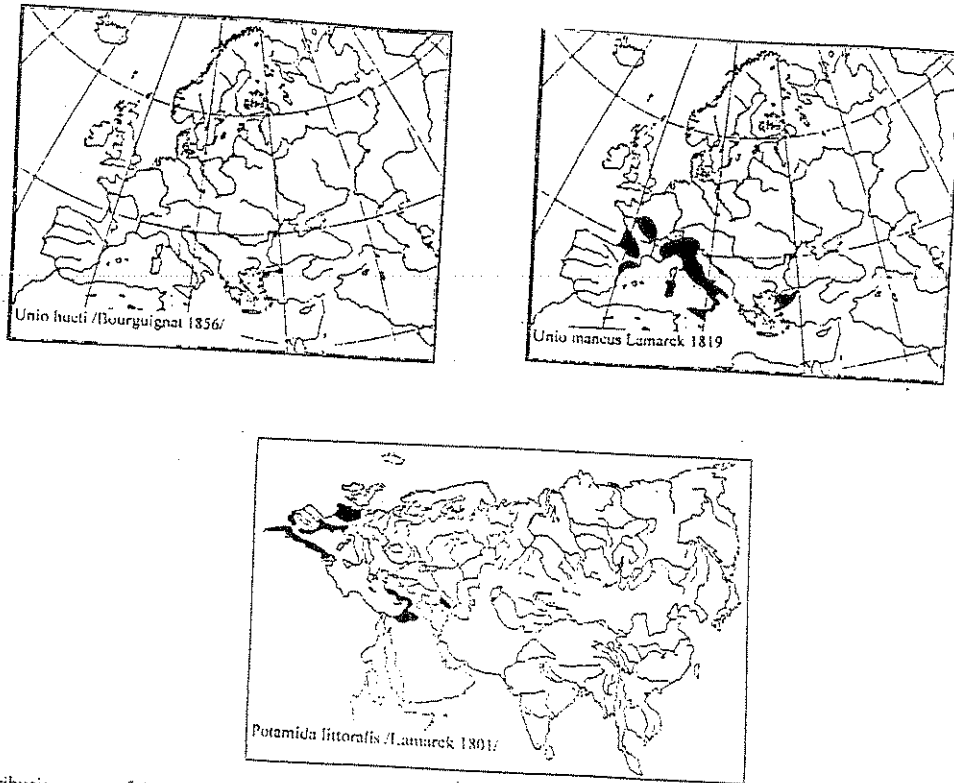 Unio hueti /Bourguignat 1856/
Unio mancus Lamarck 1819
Potamida littoralis /Lamarck 1801/